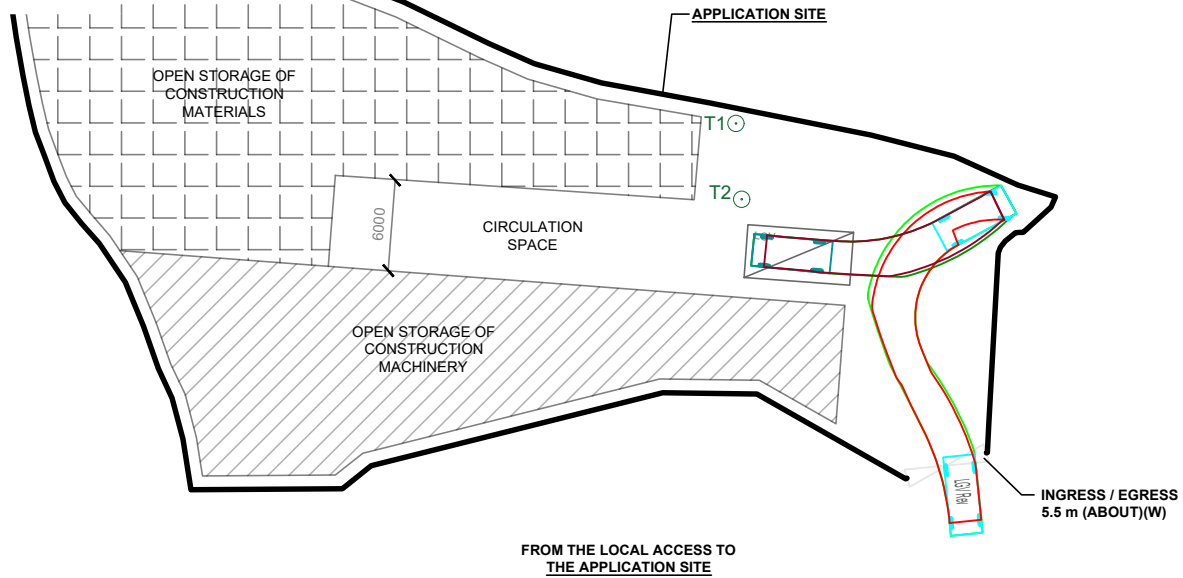 APPLICATION SITE
OPEN STORAGE OF
CONSTRUCTION
MATERIALS
T1
T2
6000
CIRCULATION
SPACE
OPEN STORAGE OF
CONSTRUCTION
MACHINERY
LGV Rel
INGRESS / EGRESS
5.5 m (ABOUT)(W)
FROM THE LOCAL ACCESS TO
THE APPLICATION SITE